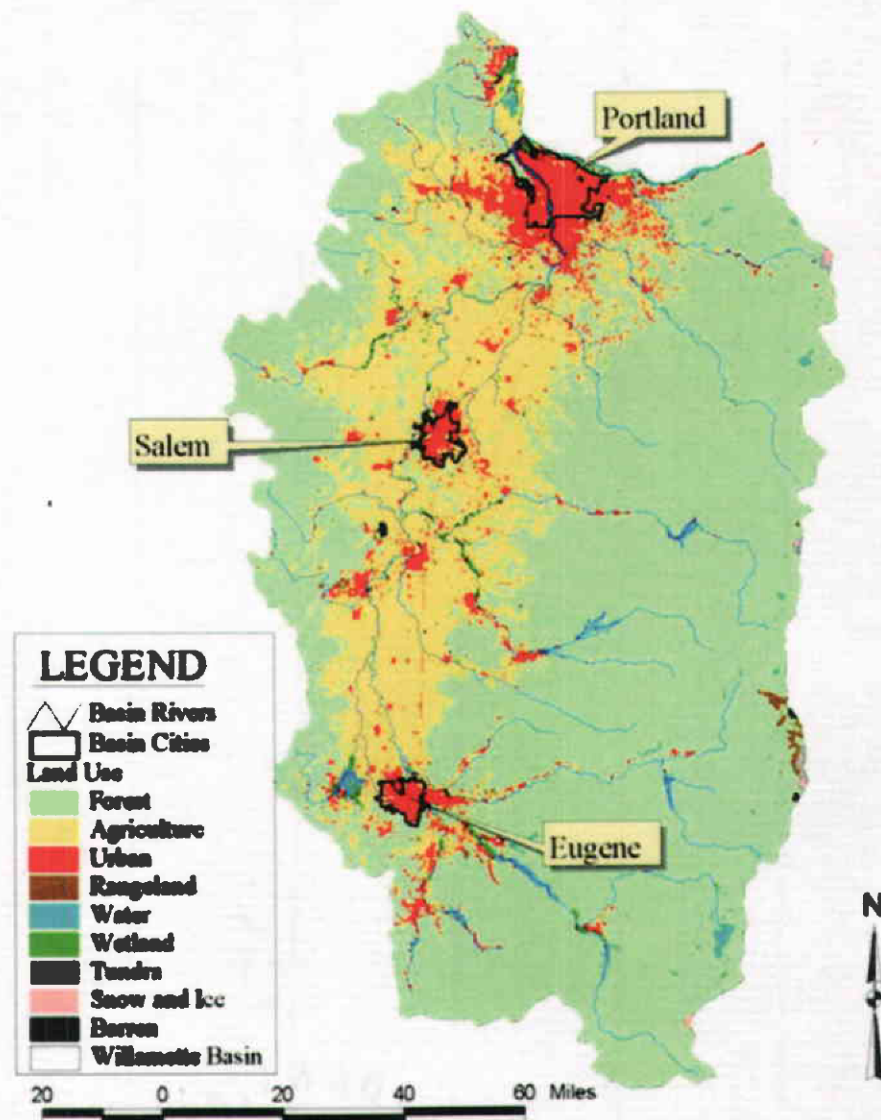 Portland
Salem
Eugene
LEGEND
Basin Rivers
Basin Cities
Land Use
Forest
Agriculture
Urban
Rangeland
Water
Wetland
Tundra
Snow and Ice
Barren
Willamette Basin
N
20 0 20 40 60 Miles